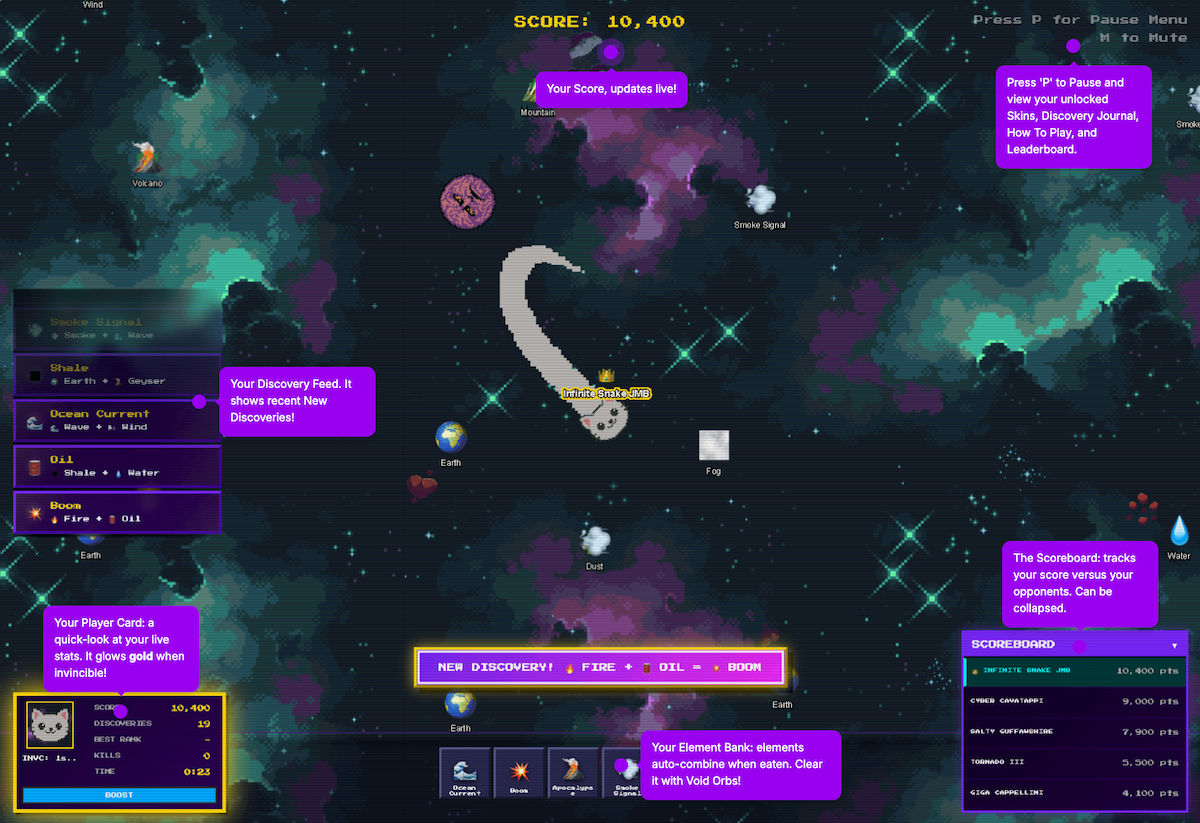 Wind
SCORE: 10,400
Press P for Pause Menu
M to Mute
Your Score, updates live!
Press 'P' to Pause and
view your unlocked
Skins, Discovery Journal,
How To Play, and
Leaderboard.
Mountain
Smoke
Volcano
Smoke Signal
Smoke Signal
Smoke + Wave
Shale
Earth + Geyser
Ocean Current
Wave + Wind
Oil
Shale + Water
Boom
Fire + Oil
Your Discovery Feed. It
shows recent New
Discoveries!
Infinite Snake JMB
Earth
Fog
Earth
Dust
Water
The Scoreboard: tracks
your score versus your
opponents. Can be
collapsed.
Your Player Card: a
quick-look at your live
stats. It glows gold when
invincible!
NEW DISCOVERY! FIRE + OIL = BOOM
SCOREBOARD
INFINITE SNAKE JMB 10,400 pts
CYBER CAVATAPPI 9,000 pts
SALTY GUFFAWSHIRE 7,900 pts
TORNADO III 5,500 pts
GIGA CAPPELLINI 4,100 pts
SCORE 10,400
DISCOVERIES 19
BEST RANK –
KILLS 0
TIME 0:23
INVC: 1s..
BOOST
Earth
Earth
Ocean
Current
Boom
Apocalyps
e
Smoke
Signal
Your Element Bank: elements
auto-combine when eaten. Clear
it with Void Orbs!